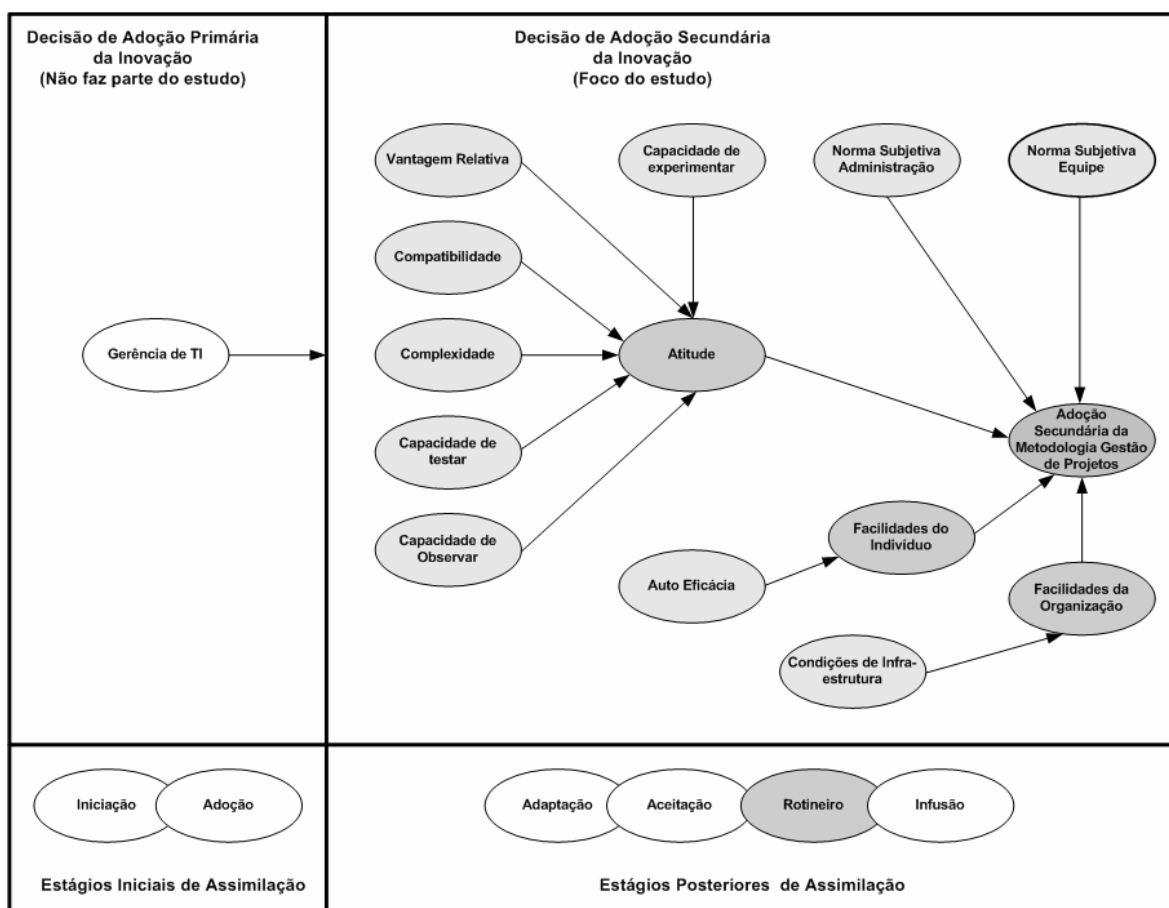 Decisão de Adoção Primária
da Inovação
(Não faz parte do estudo)
Decisão de Adoção Secundária
da Inovação
(Foco do estudo)
Vantagem Relativa
Capacidade de
experimentar
Norma Subjetiva
Administração
Norma Subjetiva
Equipe
Compatibilidade
Gerência de TI
Complexidade
Atitude
Capacidade de
testar
Adoção
Secundária da
Metodologia Gestão
de Projetos
Capacidade de
Observar
Facilidades do
Indivíduo
Auto Eficácia
Facilidades da
Organização
Condições de Infra-
estrutura
Iniciação
Adoção
Adaptação
Aceitação
Rotineiro
Infusão
Estágios Iniciais de Assimilação
Estágios Posteriores de Assimilação